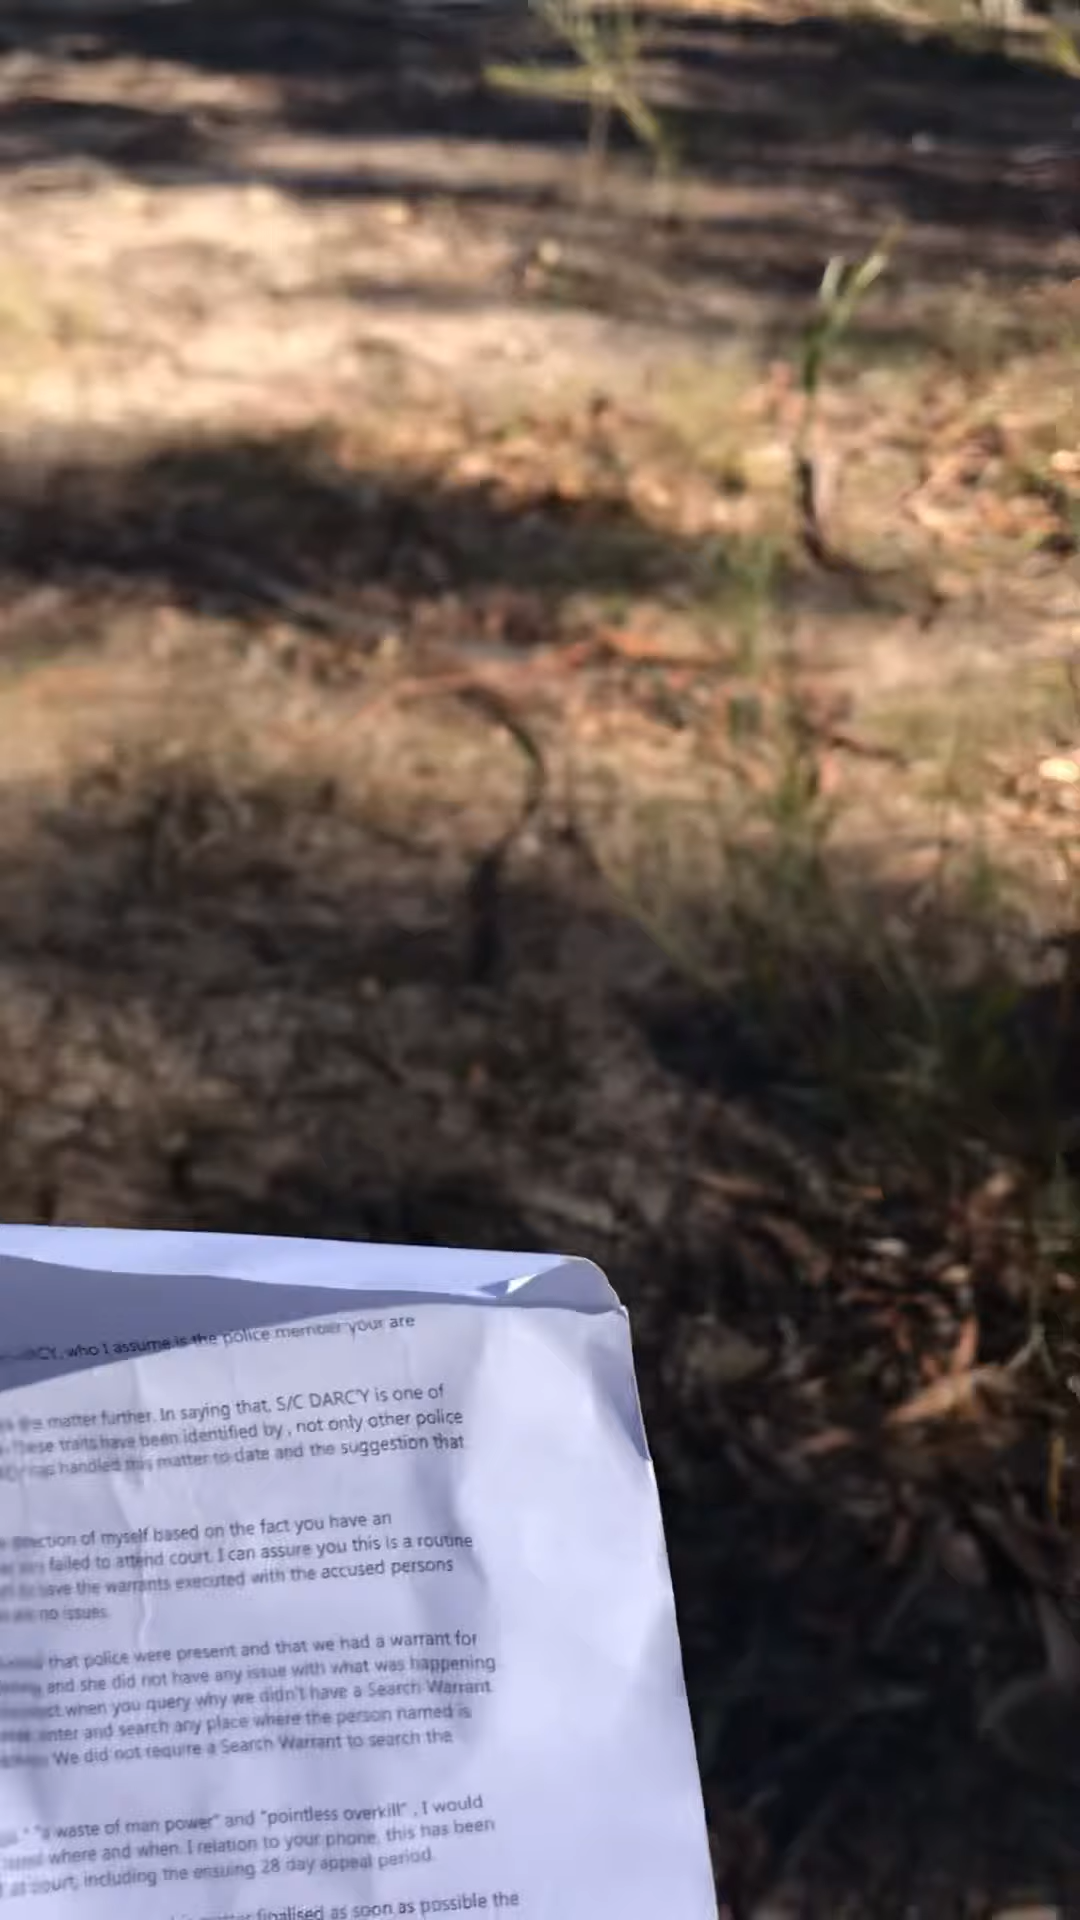 CY, who I assume is the police member your are
matter further. In saying that, S/C DARCY is one of
These traits have been identified by , not only other police
has handled this matter to date and the suggestion that
direction of myself based on the fact you have an
failed to attend court. I can assure you this is a routine
have the warrants executed with the accused persons
no issues.
that police were present and that we had a warrant for
and she did not have any issue with what was happening
when you query why we didn't have a Search Warrant.
enter and search any place where the person named is
We did not require a Search Warrant to search the
"a waste of man power" and "pointless overkill" , I would
where and when. I relation to your phone, this has been
at court, including the ensuing 28 day appeal period.
finalised as soon as possible the